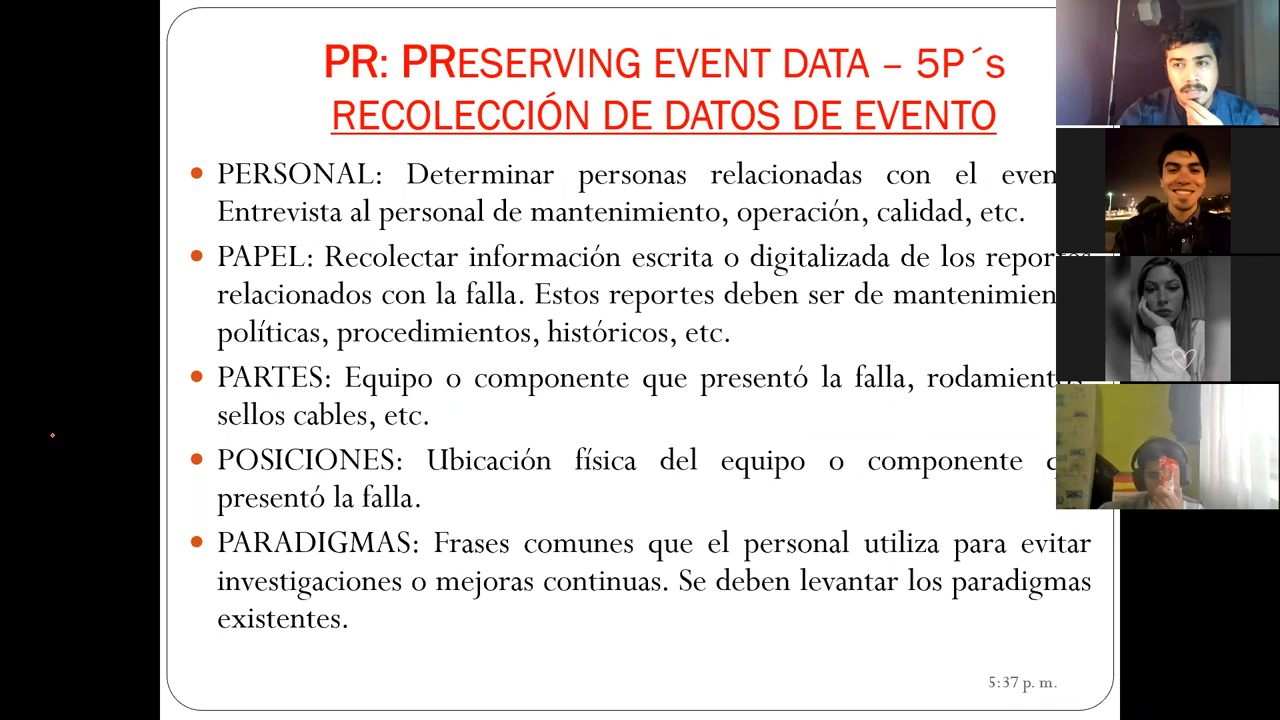 PR: PRESERVING EVENT DATA – 5P´s
RECOLECCIÓN DE DATOS DE EVENTO
• PERSONAL: Determinar personas relacionadas con el even
Entrevista al personal de mantenimiento, operación, calidad, etc.
• PAPEL: Recolectar información escrita o digitalizada de los reportes
relacionados con la falla. Estos reportes deben ser de mantenimien
políticas, procedimientos, históricos, etc.
• PARTES: Equipo o componente que presentó la falla, rodamientos,
sellos cables, etc.
• POSICIONES: Ubicación física del equipo o componente q
presentó la falla.
• PARADIGMAS: Frases comunes que el personal utiliza para evitar
investigaciones o mejoras continuas. Se deben levantar los paradigmas
existentes.
5:37 p. m.